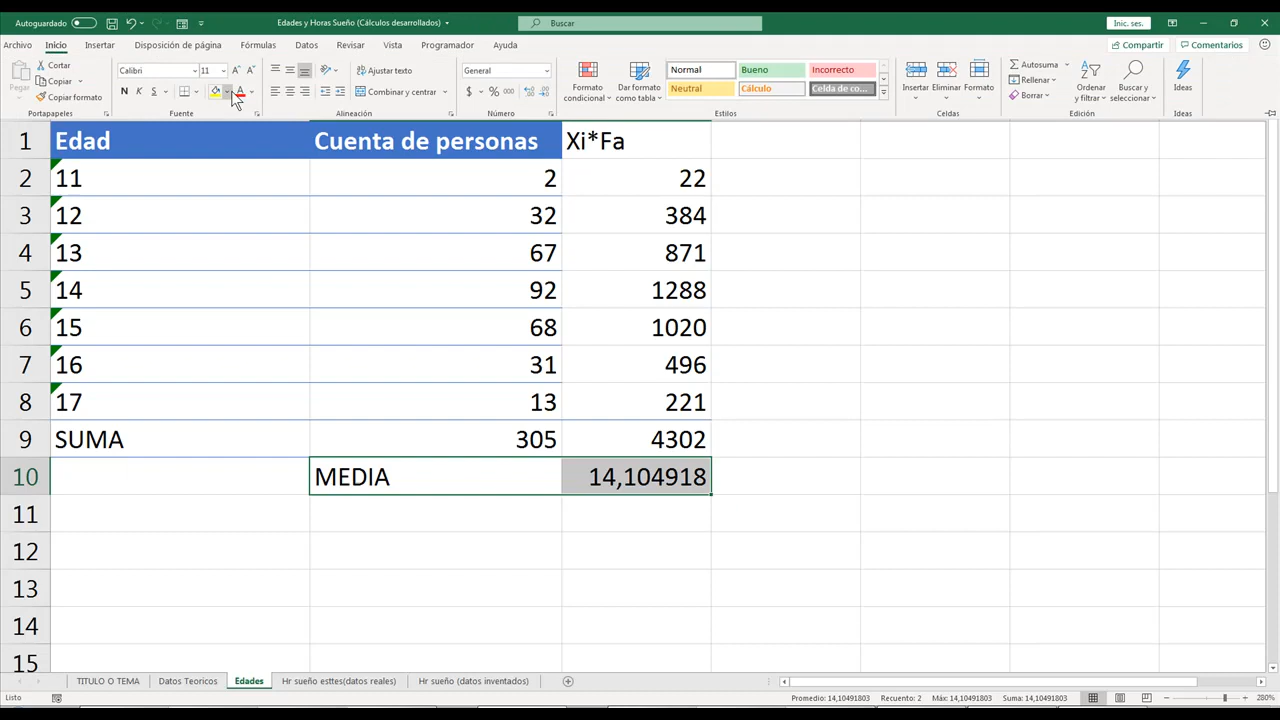 Autoguardado
Edades y Horas Sueño (Cálculos desarrollados)
Buscar
Inic. ses.
Archivo Inicio Insertar Disposición de página Fórmulas Datos Revisar Vista Programador Ayuda
Compartir Comentarios
Pegar
Cortar
Copiar
Copiar formato
Portapapeles
Calibri 11
N K S
Fuente
Ajustar texto
Combinar y centrar
Alineación
General
$ % 000
Número
Formato condicional
Dar formato como tabla
Normal Bueno Incorrecto
Neutral Cálculo Celda de co...
Estilos
Insertar Eliminar Formato
Celdas
Autosuma
Rellenar
Borrar
Ordenar y filtrar
Buscar y seleccionar
Edición
Ideas
Ideas
1 Edad Cuenta de personas Xi*Fa
2 11 2 22
3 12 32 384
4 13 67 871
5 14 92 1288
6 15 68 1020
7 16 31 496
8 17 13 221
9 SUMA 305 4302
10 MEDIA 14,104918
11
12
13
14
15
TITULO O TEMA Datos Teoricos Edades Hr sueño esttes(datos reales) Hr sueño (datos inventados)
Listo
Promedio: 14,10491803 Recuento: 2 Máx: 14,10491803 Suma: 14,10491803 280%